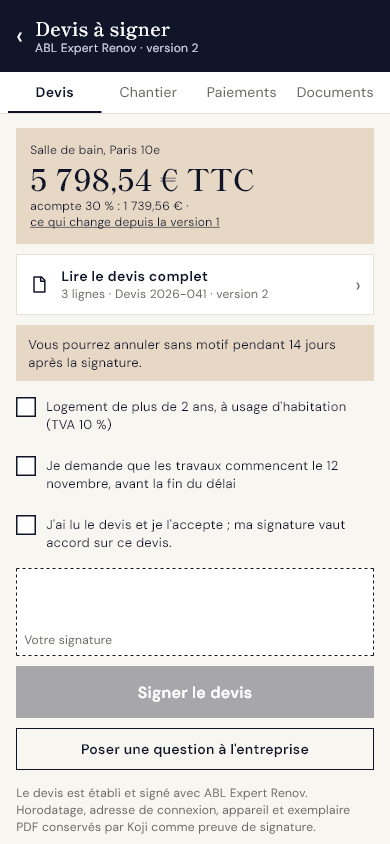 ‹ Devis à signer
ABL Expert Renov · version 2
Devis Chantier Paiements Documents
Salle de bain, Paris 10e
5 798,54 € TTC
acompte 30 % : 1 739,56 € ·
ce qui change depuis la version 1
Lire le devis complet
3 lignes · Devis 2026-041 · version 2 ›
Vous pourrez annuler sans motif pendant 14 jours
après la signature.
Logement de plus de 2 ans, à usage d'habitation
(TVA 10 %)
Je demande que les travaux commencent le 12
novembre, avant la fin du délai
J'ai lu le devis et je l'accepte ; ma signature vaut
accord sur ce devis.
Votre signature
Signer le devis
Poser une question à l'entreprise
Le devis est établi et signé avec ABL Expert Renov.
Horodatage, adresse de connexion, appareil et exemplaire
PDF conservés par Koji comme preuve de signature.